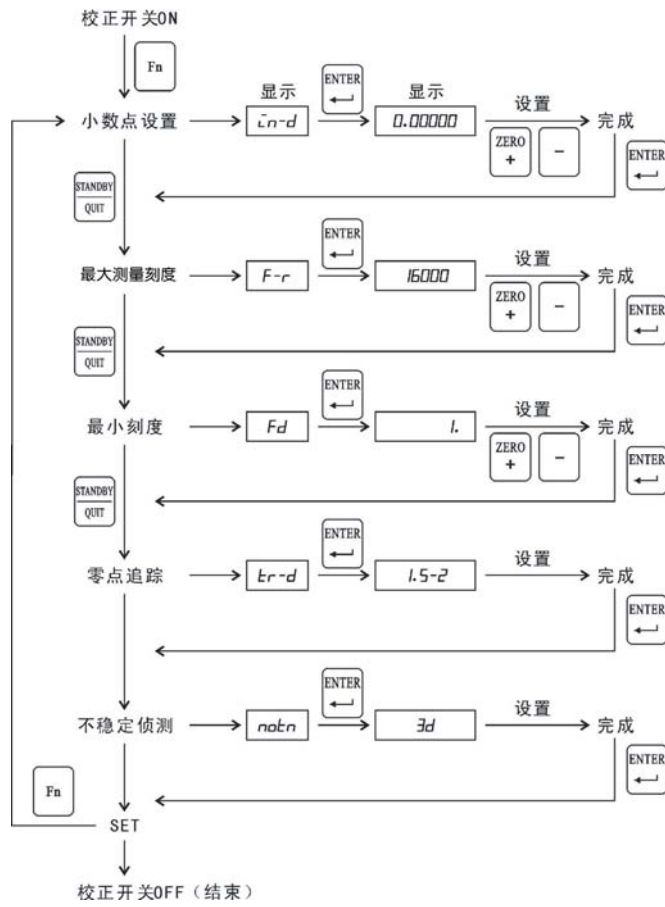 校正开关ON
Fn
显示 ENTER 显示 设置
小数点设置 in-d 0.00000 完成
ZERO + -
ENTER
STANDBY
QUIT
ENTER 设置
最大测量刻度 F-r 16000 完成
ZERO + -
ENTER
STANDBY
QUIT
ENTER 设置
最小刻度 Fd 1. 完成
ZERO + -
ENTER
STANDBY
QUIT
ENTER 设置
零点追踪 tr-d 1.5-2 完成
ENTER
ENTER 设置
不稳定侦测 notn 3d 完成
ENTER
Fn
SET
校正开关OFF（结束）